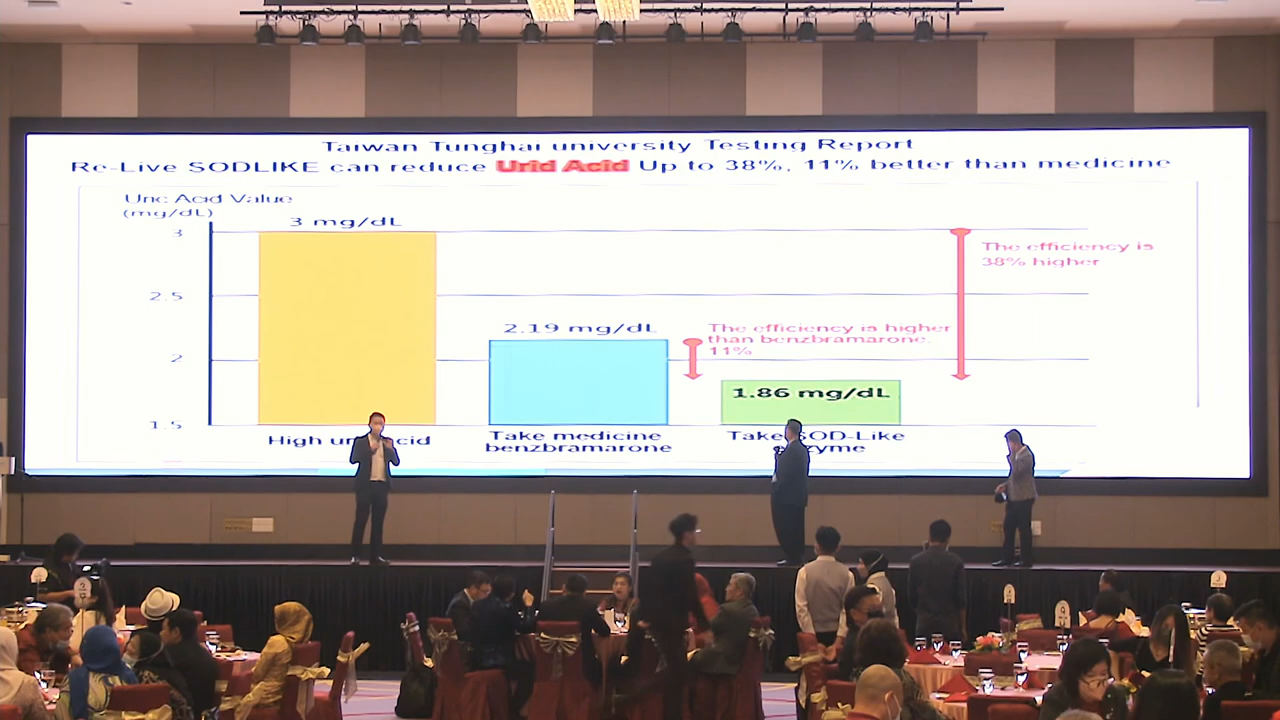 Taiwan Tunghai university Testing Report
Re-Live SODLIKE can reduce Urid Acid Up to 38%, 11% better than medicine
Uric Acid Value
(mg/dL)
3 mg/dL
3
The efficiency is
38% higher
2.5
2.19 mg/dL
The efficiency is higher
than benzbramarone.
11%
2
1.86 mg/dL
1.5
High uric acid
Take medicine
benzbramarone
Take SOD-Like
enzyme